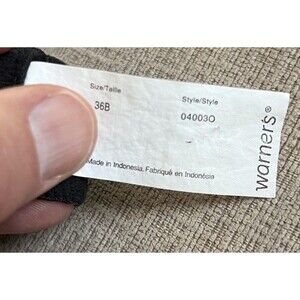 Size/Taille
36B
Style/Style
04003O
Made in Indonesia, Fabriqué en Indonésie
warner's®